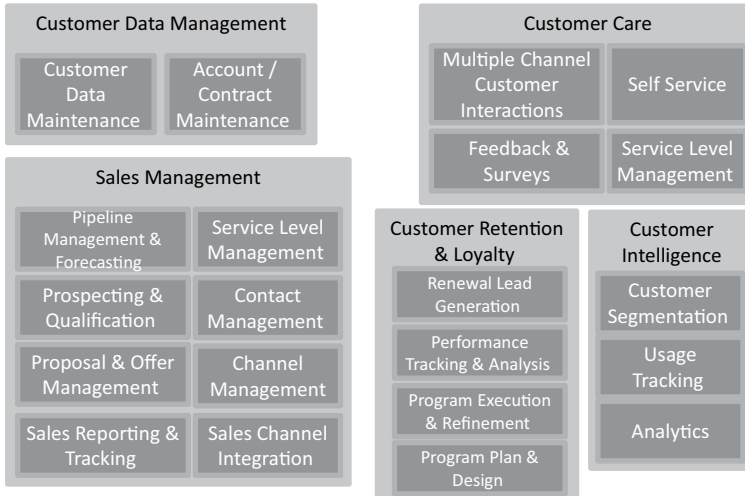 Customer Data Management
Customer
Data
Maintenance
Account /
Contract
Maintenance
Customer Care
Multiple Channel
Customer
Interactions
Self Service
Feedback &
Surveys
Service Level
Management
Sales Management
Pipeline
Management &
Forecasting
Service Level
Management
Prospecting &
Qualification
Contact
Management
Proposal & Offer
Management
Channel
Management
Sales Reporting &
Tracking
Sales Channel
Integration
Customer Retention
& Loyalty
Renewal Lead
Generation
Performance
Tracking & Analysis
Program Execution
& Refinement
Program Plan &
Design
Customer
Intelligence
Customer
Segmentation
Usage
Tracking
Analytics